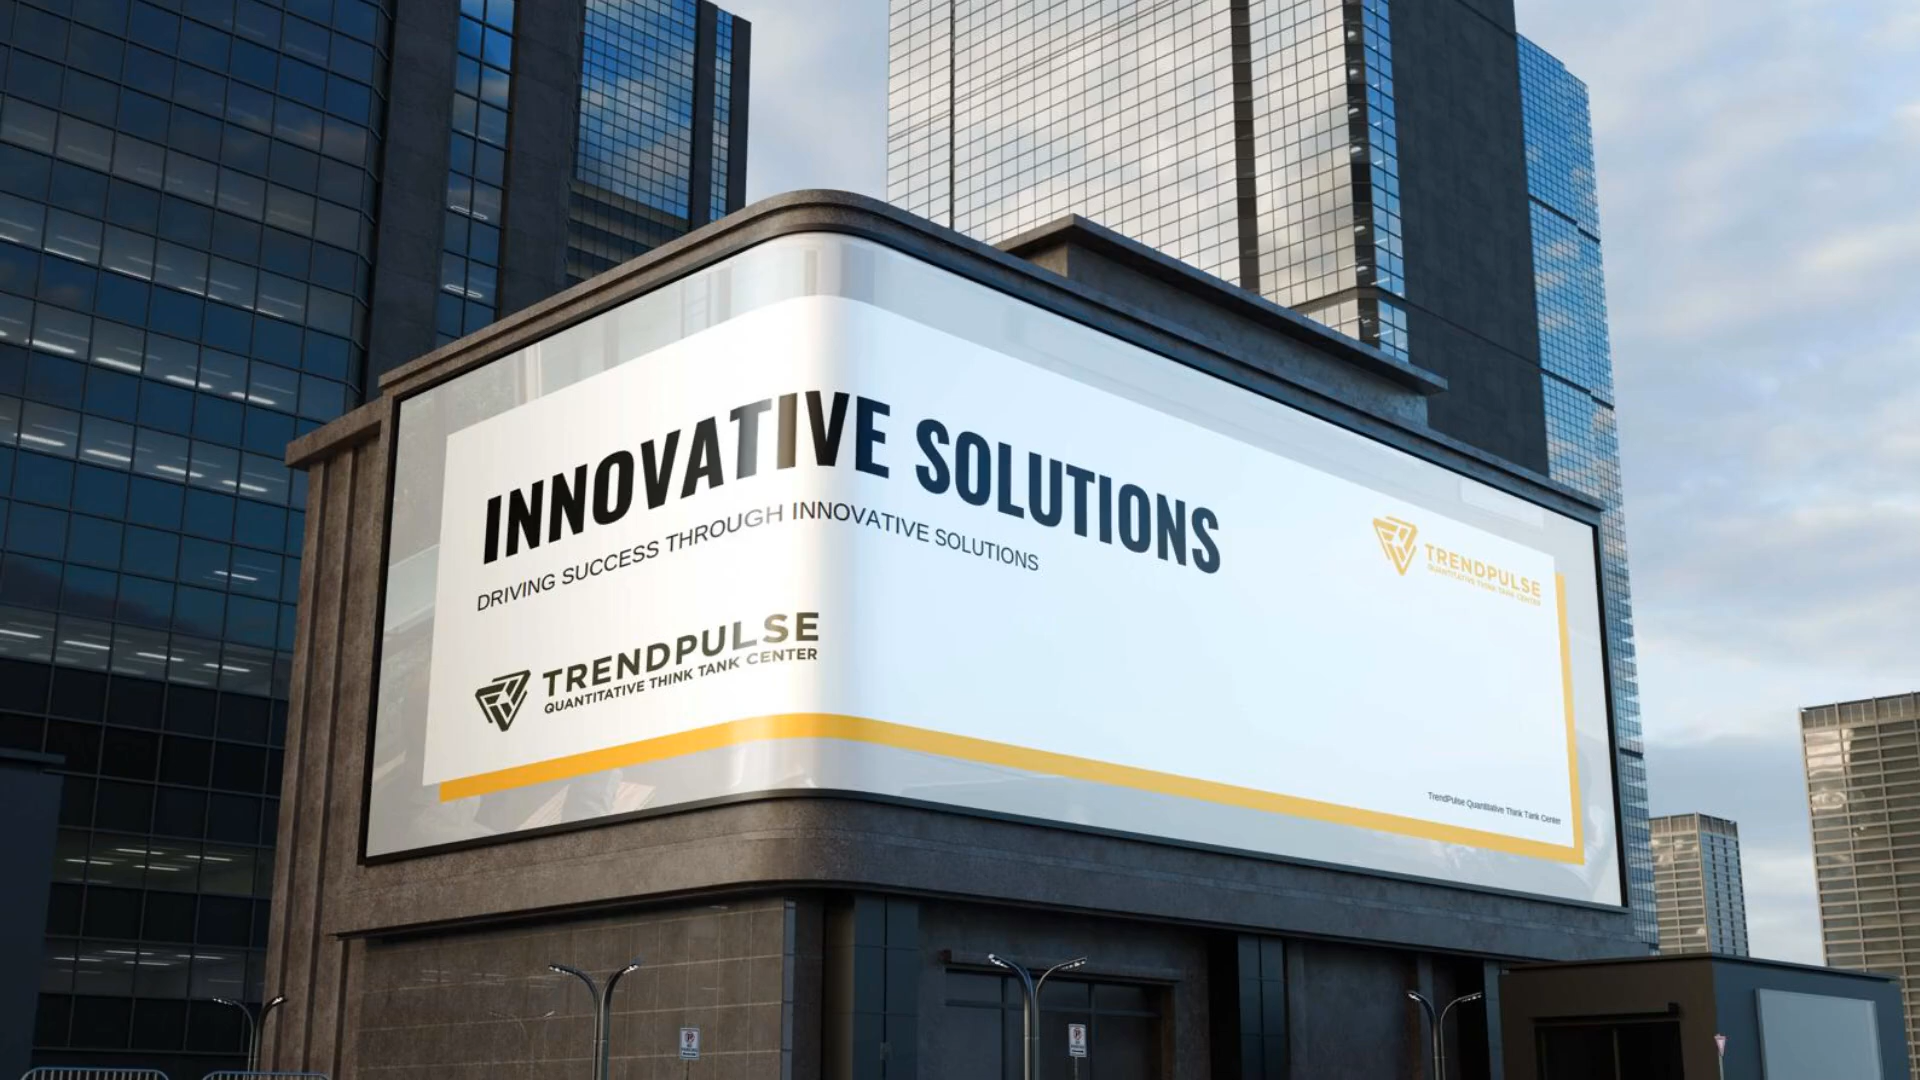 INNOVATIVE SOLUTIONS
DRIVING SUCCESS THROUGH INNOVATIVE SOLUTIONS
TRENDPULSE
QUANTITATIVE THINK TANK CENTER
TRENDPULSE
QUANTITATIVE THINK TANK CENTER
TrendPulse Quantitative Think Tank Center